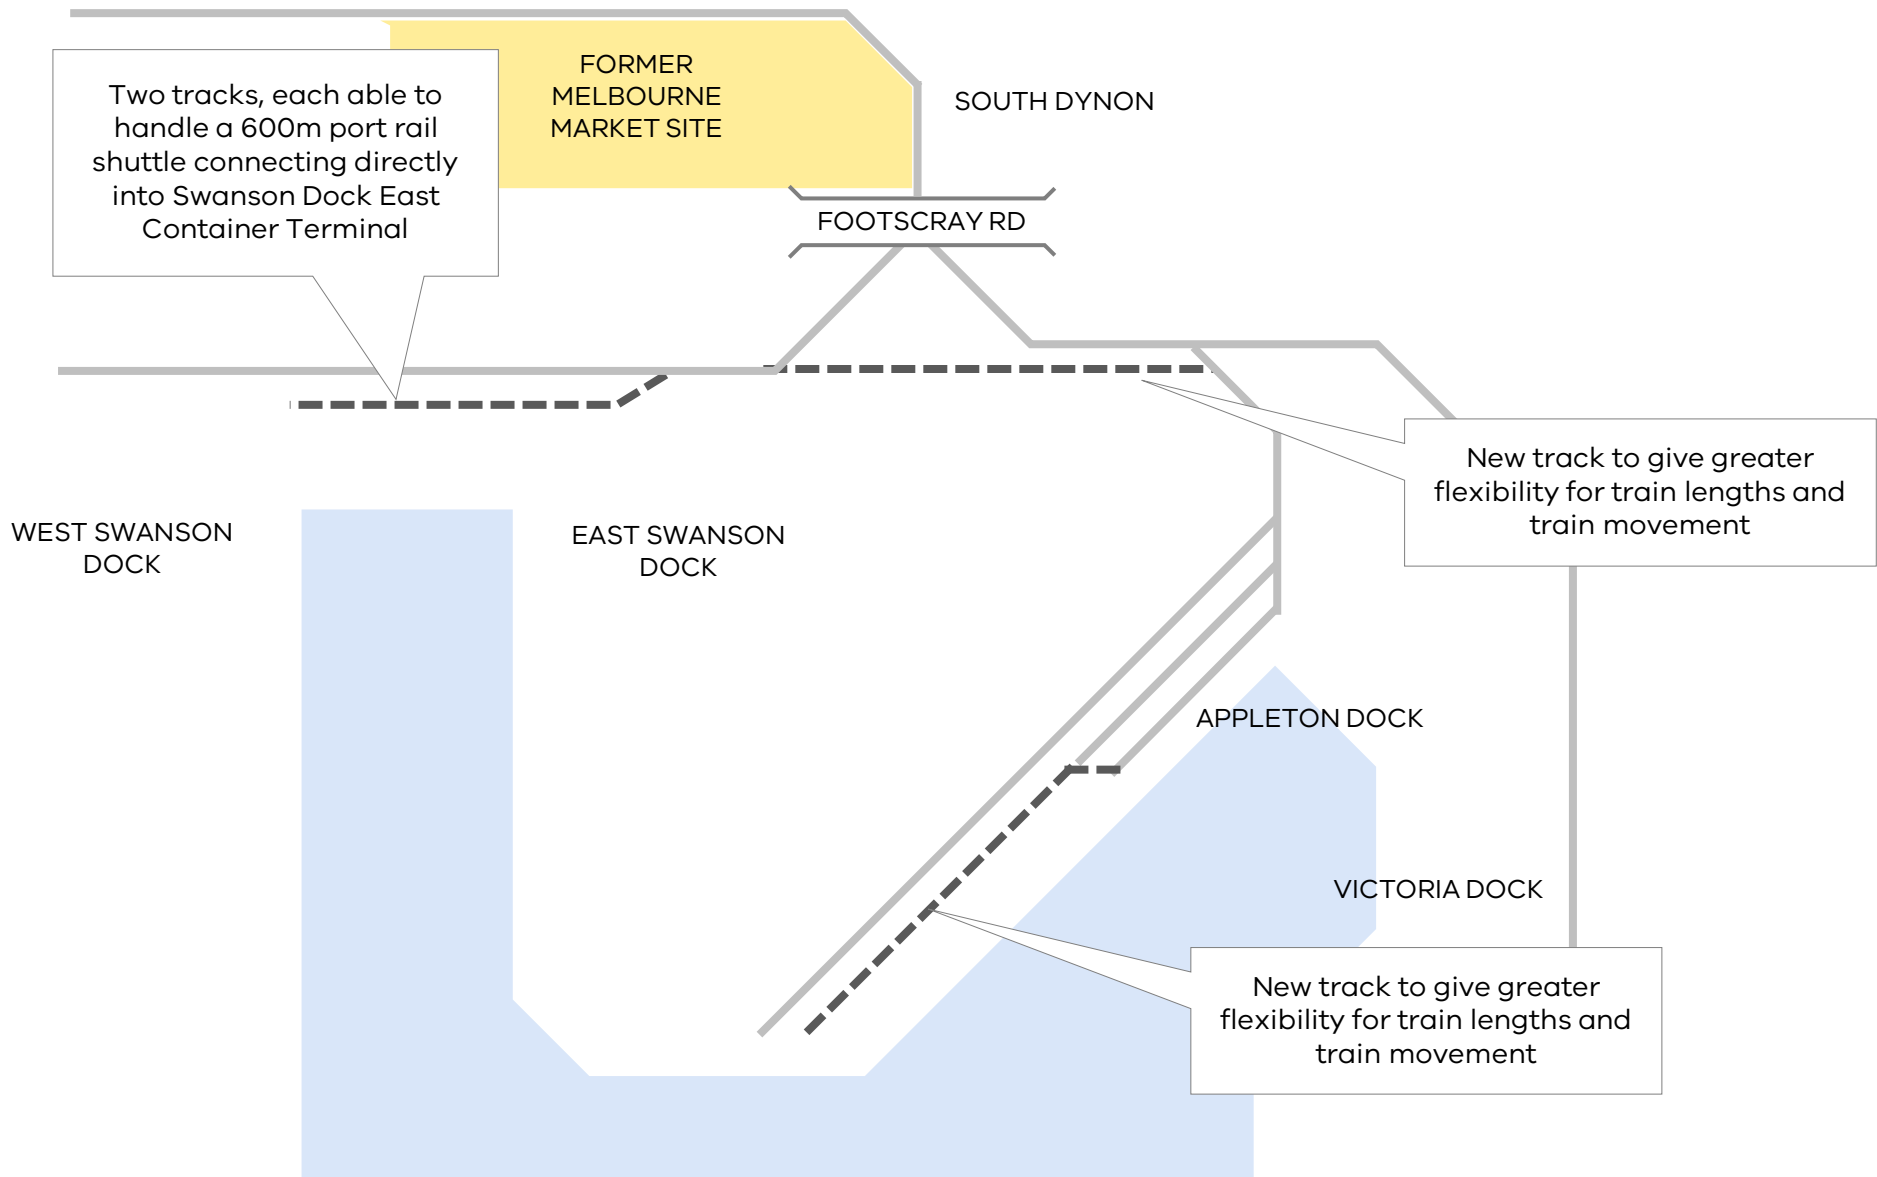 FORMER
MELBOURNE
MARKET SITE
Two tracks, each able to
handle a 600m port rail
shuttle connecting directly
into Swanson Dock East
Container Terminal
SOUTH DYNON
FOOTSCRAY RD
New track to give greater
flexibility for train lengths and
train movement
WEST SWANSON
DOCK
EAST SWANSON
DOCK
APPLETON DOCK
VICTORIA DOCK
New track to give greater
flexibility for train lengths and
train movement